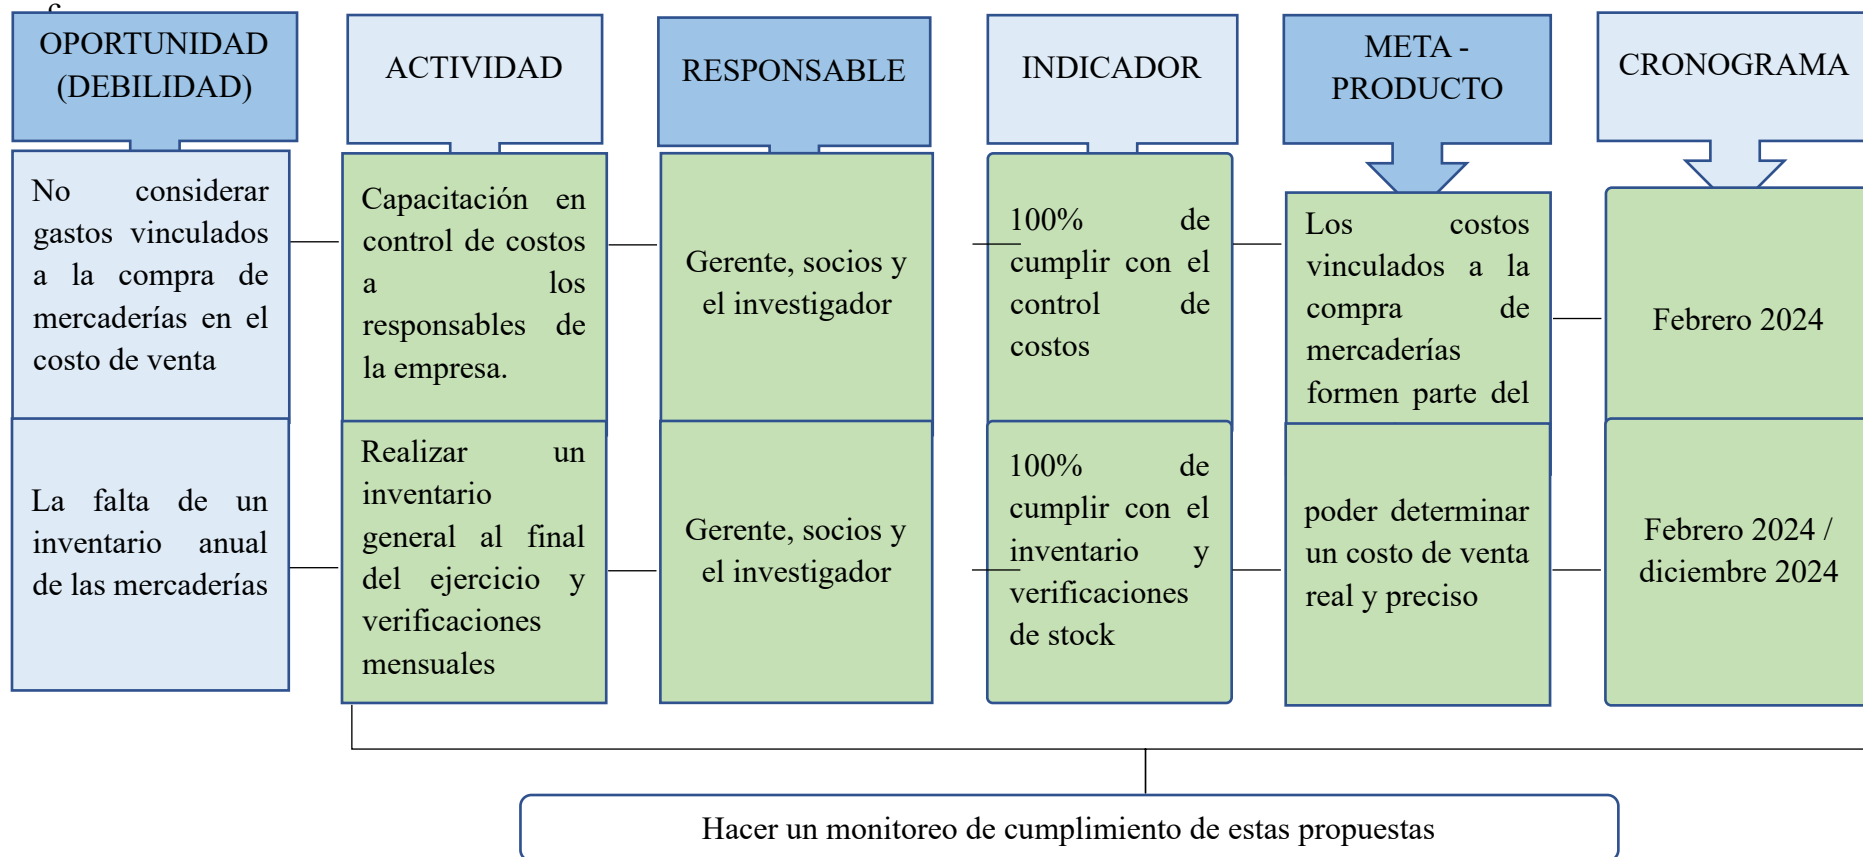 OPORTUNIDAD
(DEBILIDAD)
ACTIVIDAD
RESPONSABLE
INDICADOR
META -
PRODUCTO
CRONOGRAMA
No considerar
gastos vinculados
a la compra de
mercaderías en el
costo de venta
Capacitación en
control de costos
a los
responsables de
la empresa.
Gerente, socios y
el investigador
100% de
cumplir con el
control de
costos
Los costos
vinculados a la
compra de
mercaderías
formen parte del
Febrero 2024
La falta de un
inventario anual
de las mercaderías
Realizar un
inventario
general al final
del ejercicio y
verificaciones
mensuales
Gerente, socios y
el investigador
100% de
cumplir con el
inventario y
verificaciones
de stock
poder determinar
un costo de venta
real y preciso
Febrero 2024 /
diciembre 2024
Hacer un monitoreo de cumplimiento de estas propuestas